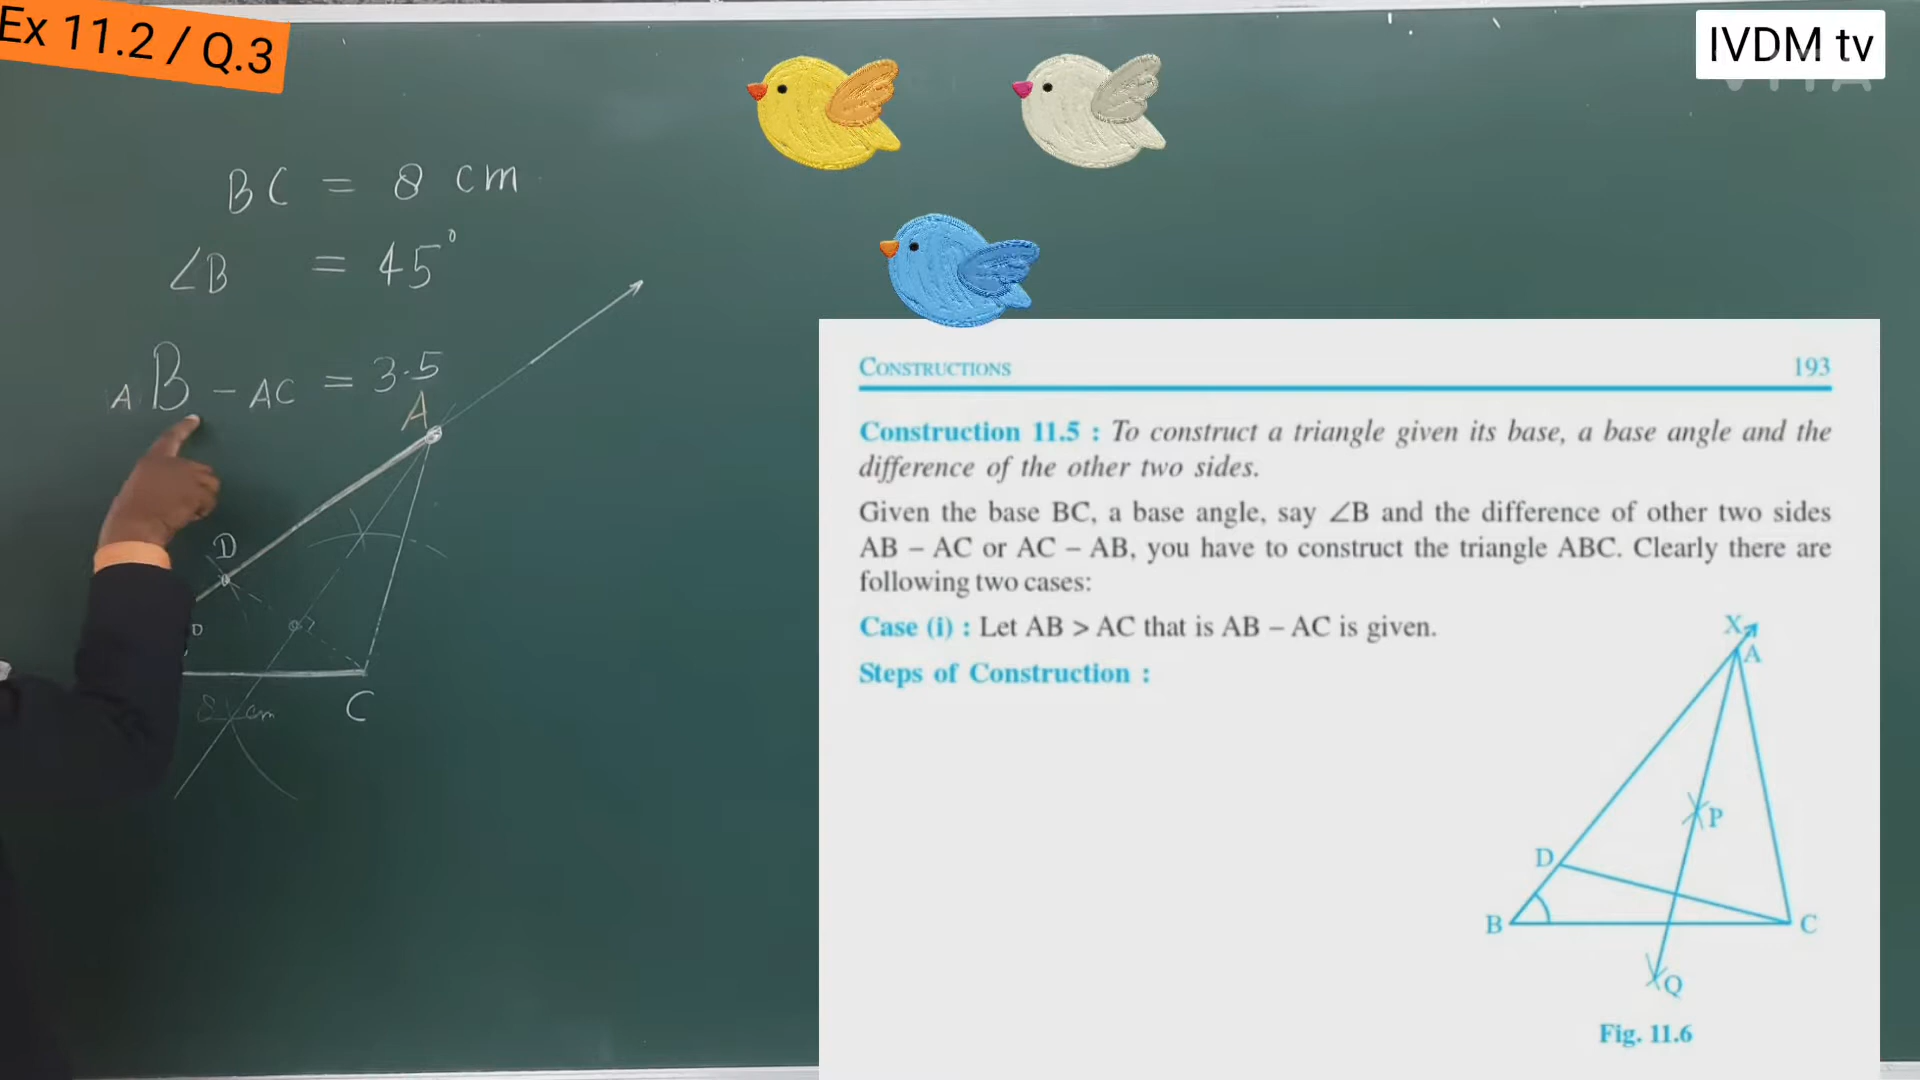 Ex 11.2 / Q.3
IVDM tv
BC = 8 cm
∠B = 45°
AB - AC = 3.5
A
D
8 cm
C
CONSTRUCTIONS 193
Construction 11.5 : To construct a triangle given its base, a base angle and the
difference of the other two sides.
Given the base BC, a base angle, say ∠B and the difference of other two sides
AB – AC or AC – AB, you have to construct the triangle ABC. Clearly there are
following two cases:
Case (i) : Let AB > AC that is AB – AC is given.
Steps of Construction :
X
A
P
D
B
C
Q
Fig. 11.6